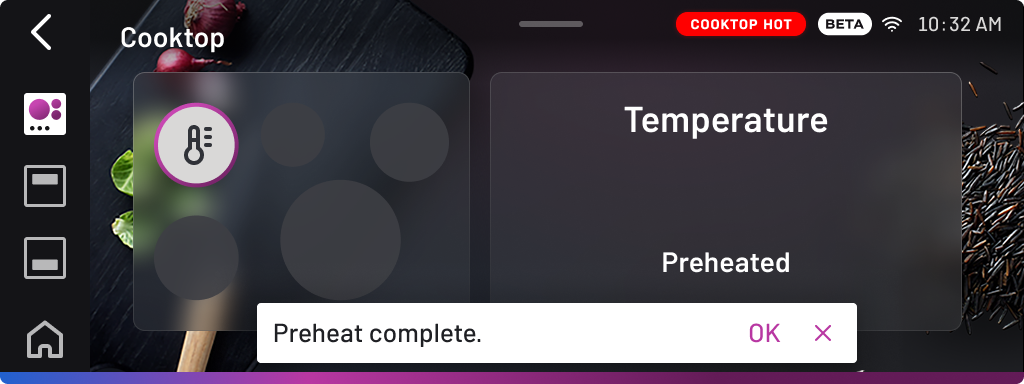 Cooktop
COOKTOP HOT
BETA
10:32 AM
Temperature
Preheated
Preheat complete.
OK